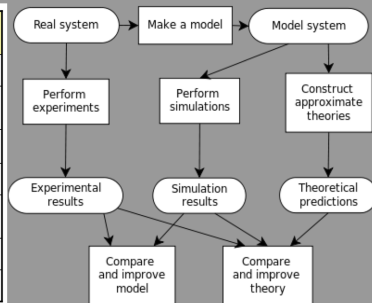 Real system
Make a model
Model system
Perform
experiments
Perform
simulations
Construct
approximate
theories
Experimental
results
Simulation
results
Theoretical
predictions
Compare
and improve
model
Compare
and improve
theory